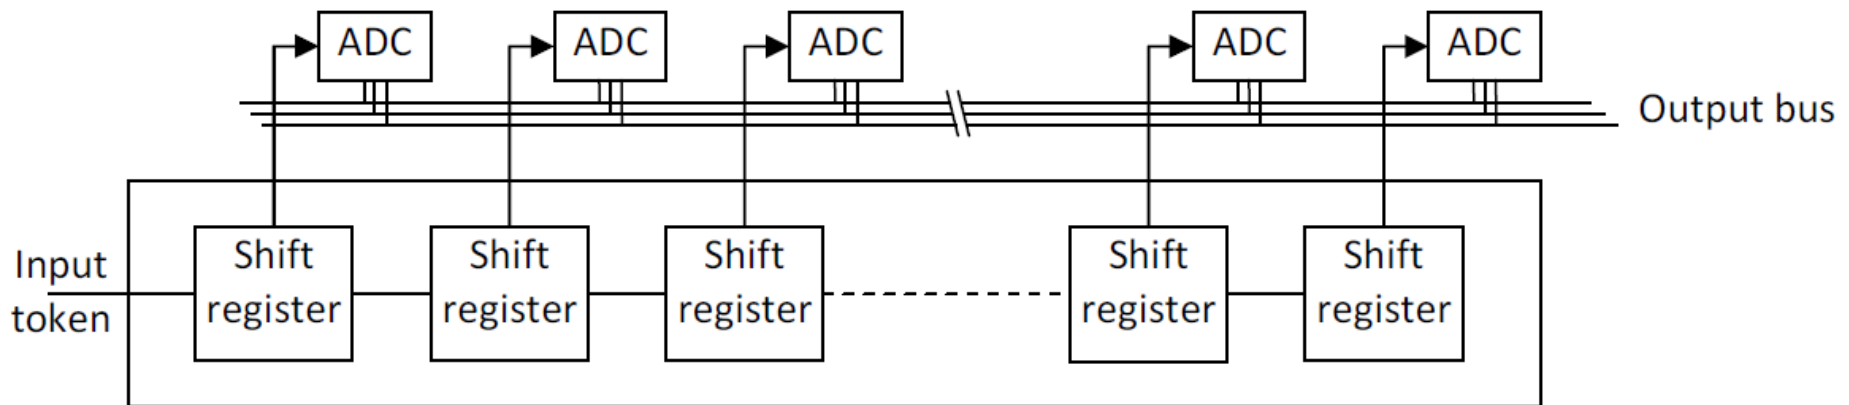 ADC
ADC
ADC
ADC
ADC
Output bus
Input
token
Shift
register
Shift
register
Shift
register
Shift
register
Shift
register